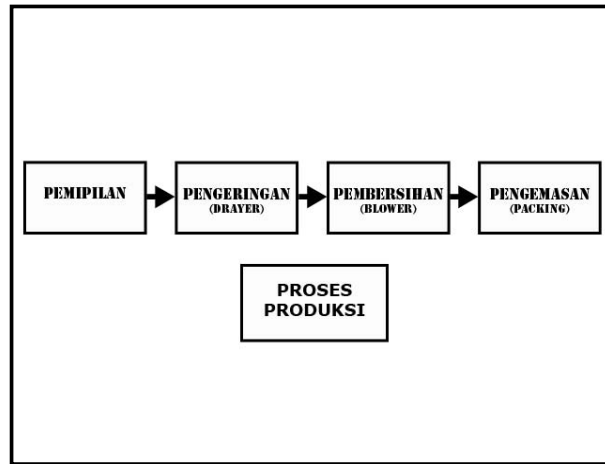 PEMIPILAN
PENGERINGAN
(DRAYER)
PEMBERSIHAN
(BLOWER)
PENGEMASAN
(PACKING)
PROSES
PRODUKSI